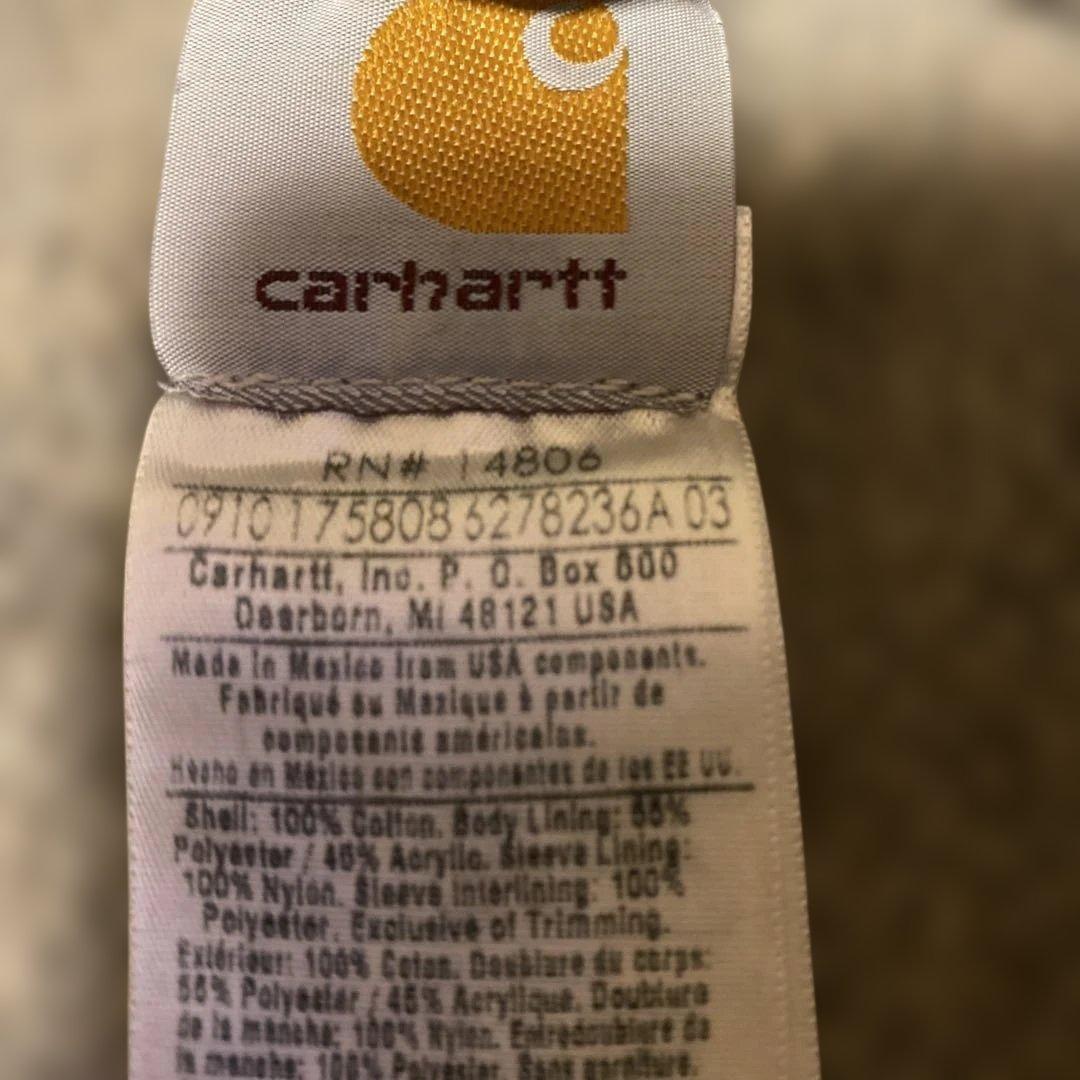 carhartt
RN# 14806
0910 175808 6278236A 03
Carhartt, Inc. P. O. Box 600
Dearborn, MI 48121 USA
Made in Mexico from USA components.
Fabriqué au Mexique à partir de
composants américains.
Hecho en México con componentes de los EE UU.
Shell: 100% Cotton. Body Lining: 55%
Polyester / 45% Acrylic. Sleeve Lining:
100% Nylon. Sleeve Interlining: 100%
Polyester. Exclusive of Trimming.
Extérieur: 100% Coton. Doublure du corps:
55% Polyester / 45% Acrylique. Doublure
de la manche: 100% Nylon. Entredoublure de
la manche: 100% Polyester. Sans garniture.